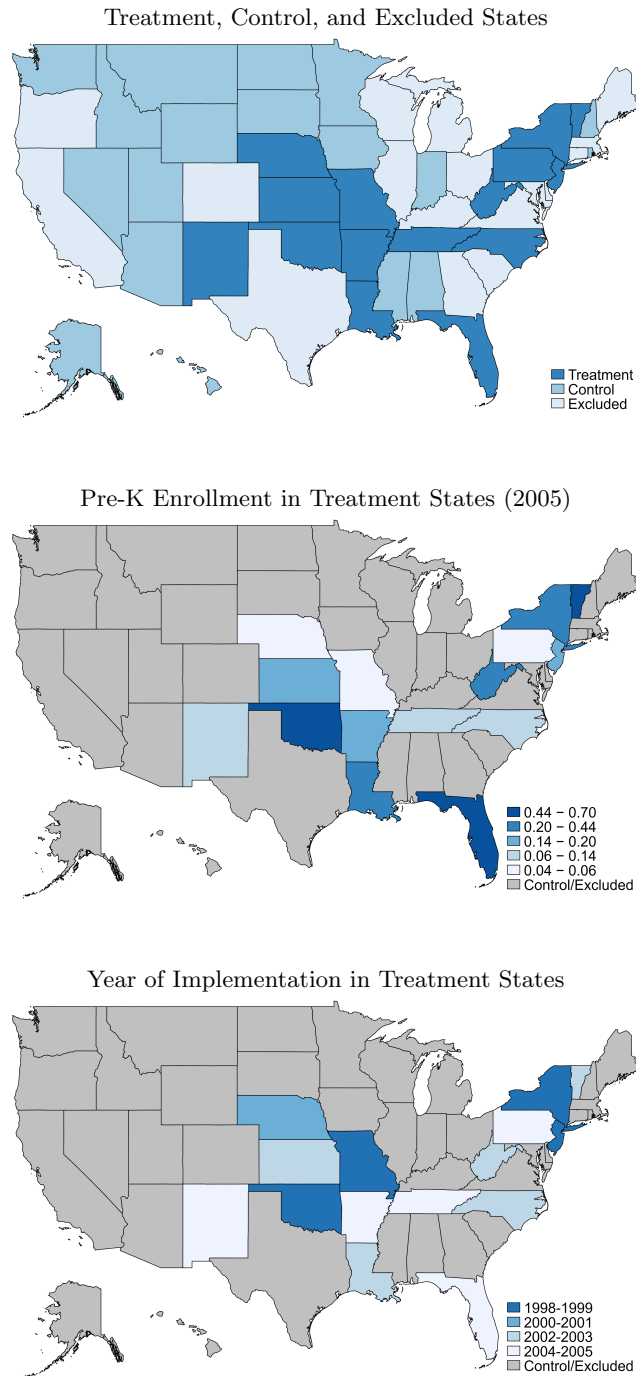 Treatment, Control, and Excluded States
Treatment
Control
Excluded
Pre-K Enrollment in Treatment States (2005)
0.44 − 0.70
0.20 − 0.44
0.14 − 0.20
0.06 − 0.14
0.04 − 0.06
Control/Excluded
Year of Implementation in Treatment States
1998-1999
2000-2001
2002-2003
2004-2005
Control/Excluded